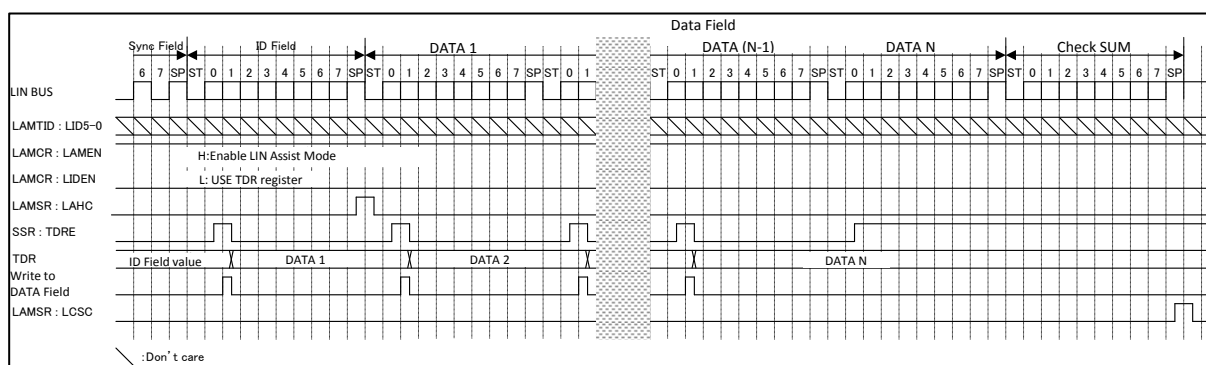 Data Field
Sync Field ID Field DATA 1 DATA (N-1) DATA N Check SUM
6 7 SP ST 0 1 2 3 4 5 6 7 SP ST 0 1 2 3 4 5 6 7 SP ST 0 1 ST 0 1 2 3 4 5 6 7 SP ST 0 1 2 3 4 5 6 7 SP ST 0 1 2 3 4 5 6 7 SP
LIN BUS
LAMTID : LID5-0
LAMCR : LAMEN H:Enable LIN Assist Mode
LAMCR : LIDEN L: USE TDR register
LAMSR : LAHC
SSR : TDRE
TDR ID Field value DATA 1 DATA 2 DATA N
Write to
DATA Field
LAMSR : LCSC
:Don't care